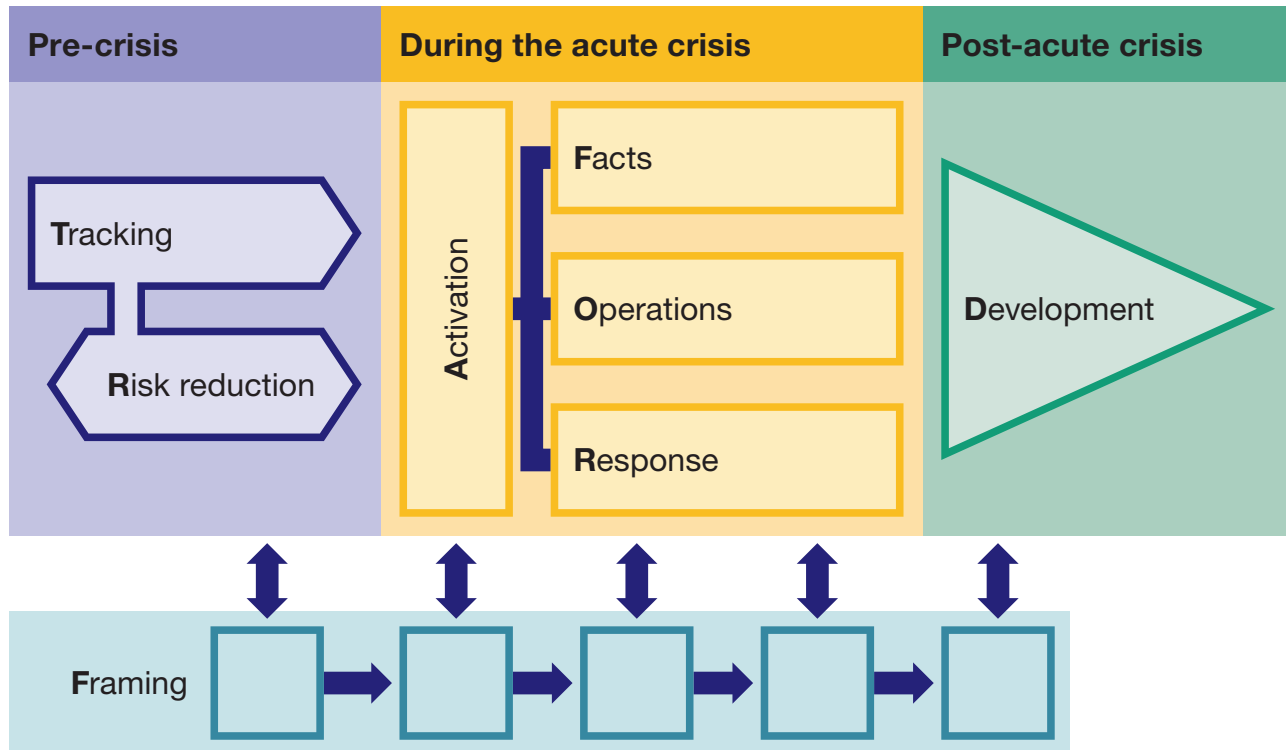 Pre-crisis
During the acute crisis
Post-acute crisis
Tracking
Risk reduction
Activation
Facts
Operations
Response
Development
Framing